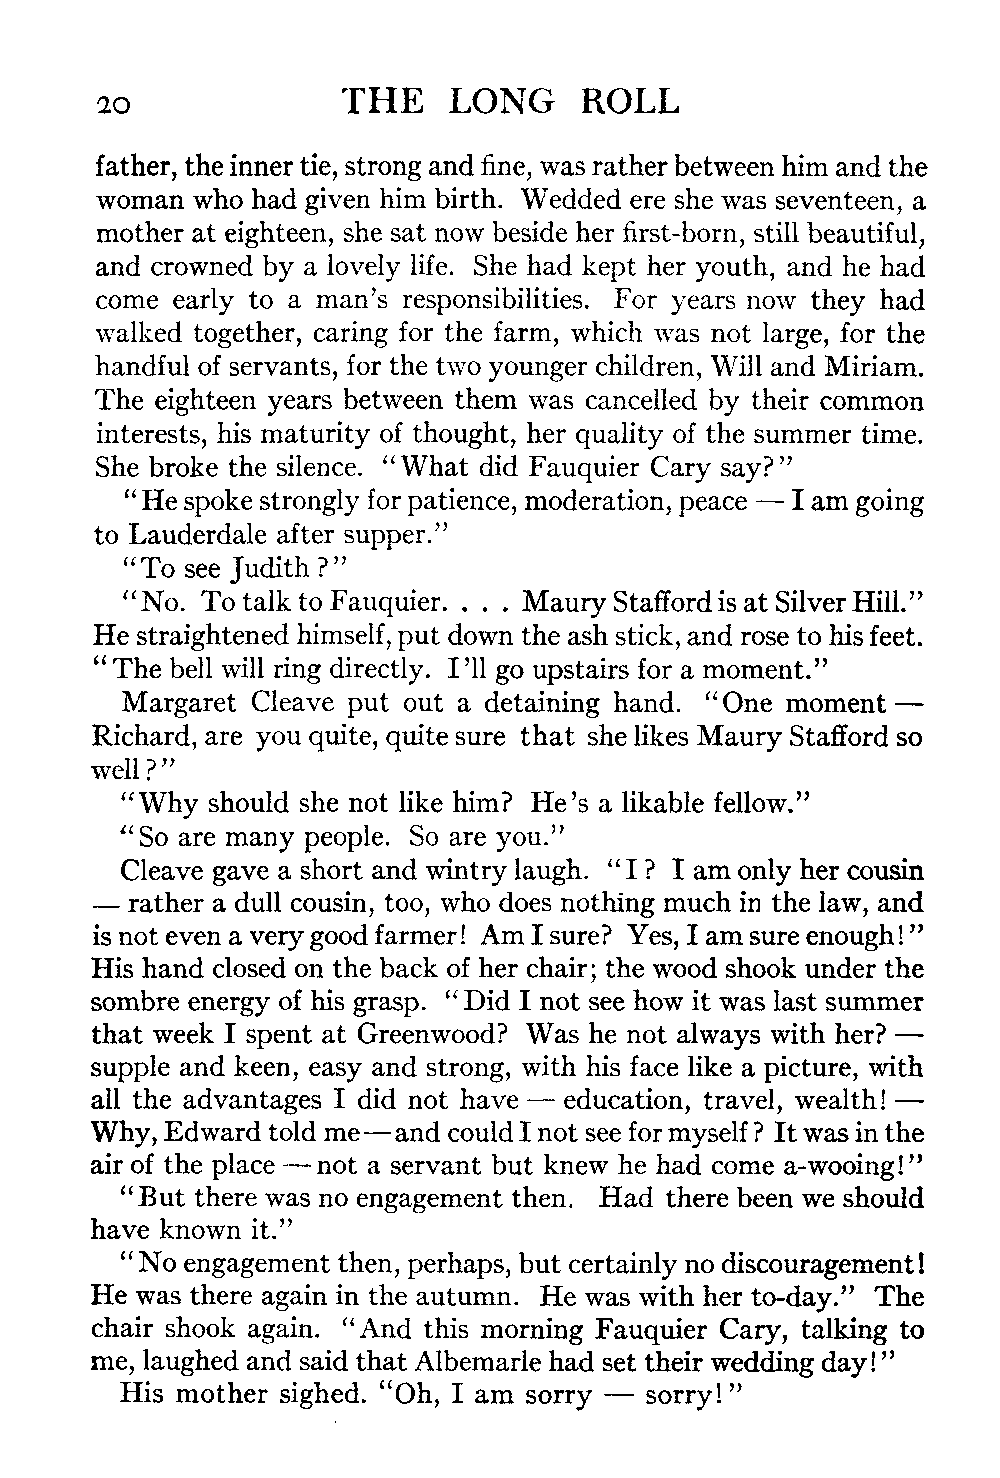 20 THE LONG ROLL
father, the inner tie, strong and fine, was rather between him and the
woman who had given him birth. Wedded ere she was seventeen, a
mother at eighteen, she sat now beside her first-born, still beautiful,
and crowned by a lovely life. She had kept her youth, and he had
come early to a man's responsibilities. For years now they had
walked together, caring for the farm, which was not large, for the
handful of servants, for the two younger children, Will and Miriam.
The eighteen years between them was cancelled by their common
interests, his maturity of thought, her quality of the summer time.
She broke the silence. "What did Fauquier Cary say?"
"He spoke strongly for patience, moderation, peace — I am going
to Lauderdale after supper."
"To see Judith?"
"No. To talk to Fauquier. . . . Maury Stafford is at Silver Hill."
He straightened himself, put down the ash stick, and rose to his feet.
"The bell will ring directly. I'll go upstairs for a moment."
Margaret Cleave put out a detaining hand. "One moment —
Richard, are you quite, quite sure that she likes Maury Stafford so
well?"
"Why should she not like him? He's a likable fellow."
"So are many people. So are you."
Cleave gave a short and wintry laugh. "I? I am only her cousin
— rather a dull cousin, too, who does nothing much in the law, and
is not even a very good farmer! Am I sure? Yes, I am sure enough!"
His hand closed on the back of her chair; the wood shook under the
sombre energy of his grasp. "Did I not see how it was last summer
that week I spent at Greenwood? Was he not always with her? —
supple and keen, easy and strong, with his face like a picture, with
all the advantages I did not have — education, travel, wealth! —
Why, Edward told me—and could I not see for myself? It was in the
air of the place — not a servant but knew he had come a-wooing!"
"But there was no engagement then. Had there been we should
have known it."
"No engagement then, perhaps, but certainly no discouragement!
He was there again in the autumn. He was with her to-day." The
chair shook again. "And this morning Fauquier Cary, talking to
me, laughed and said that Albemarle had set their wedding day!"
His mother sighed. "Oh, I am sorry — sorry!"